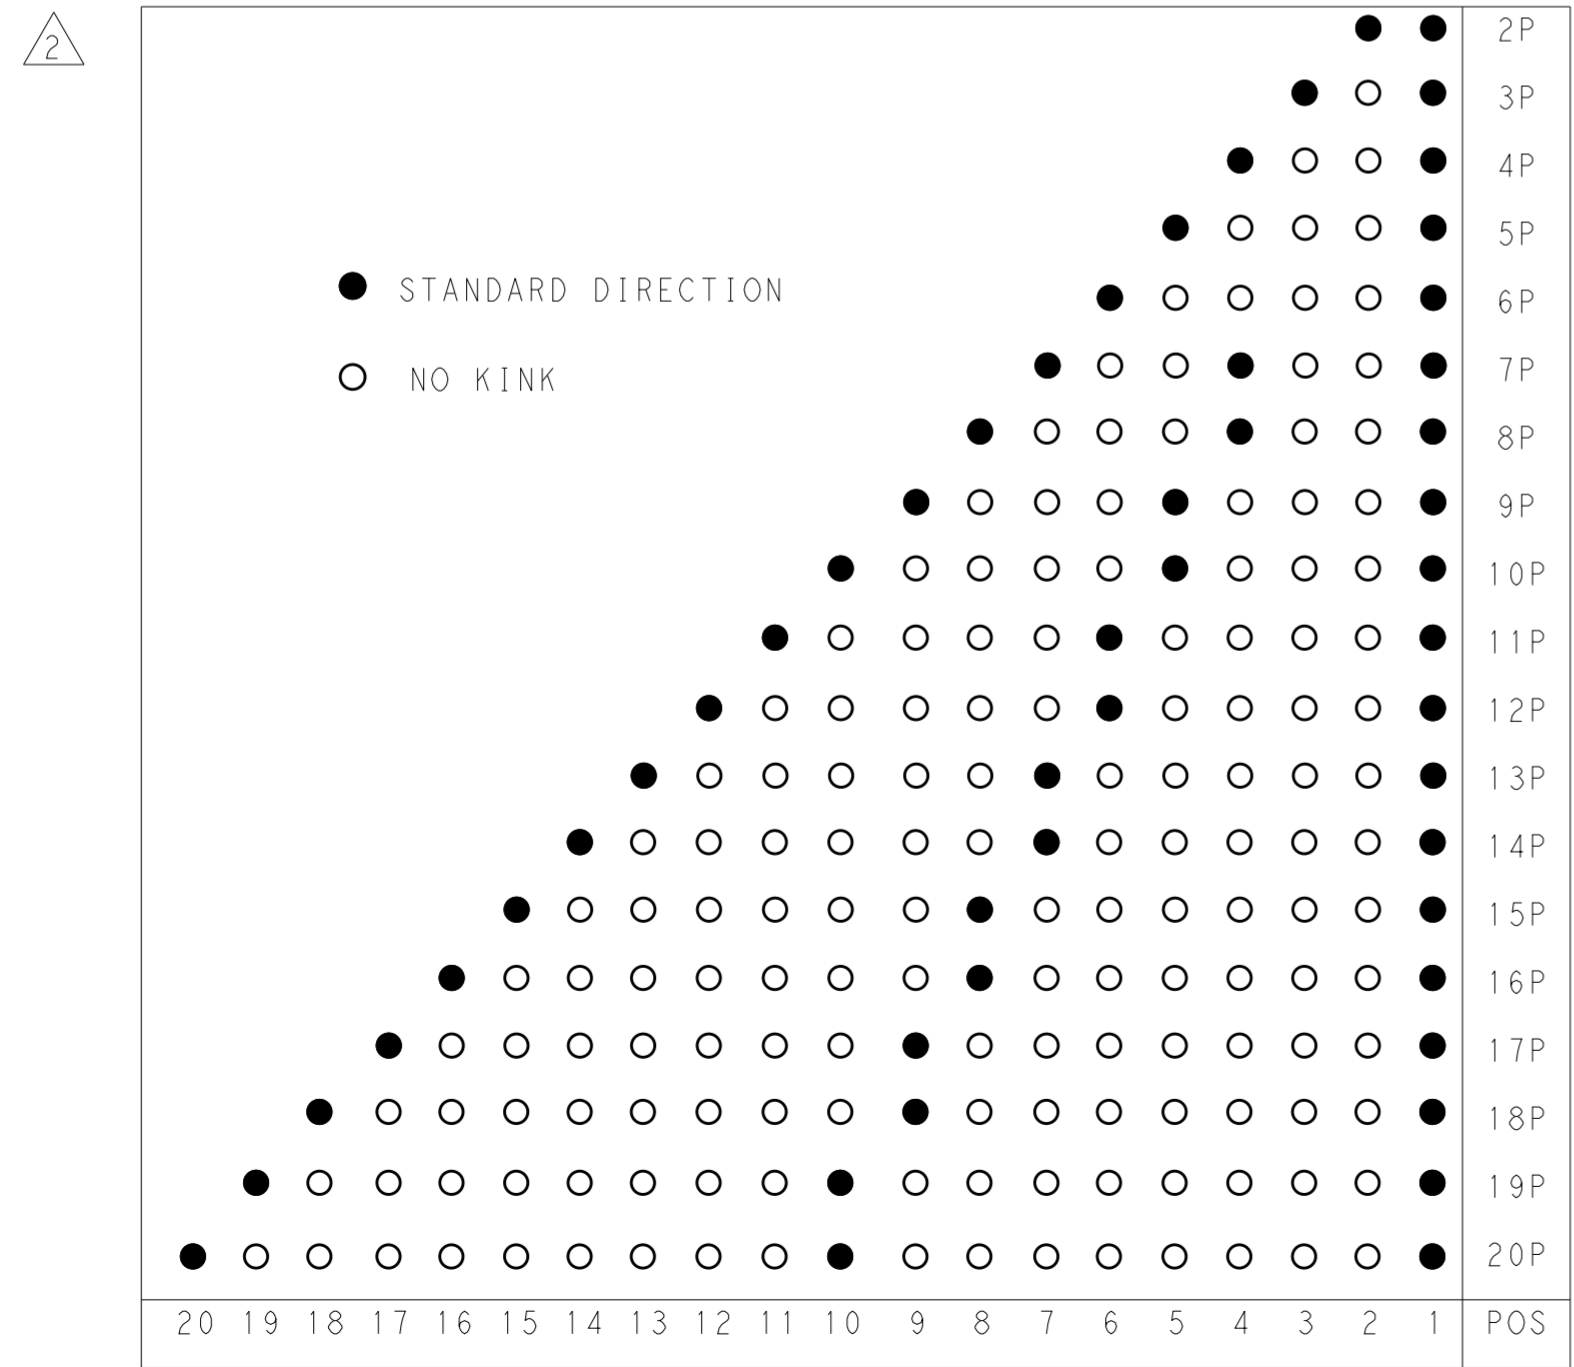 2
2P
3P
4P
5P
STANDARD DIRECTION
6P
7P
NO KINK
8P
9P
10P
11P
12P
13P
14P
15P
16P
17P
18P
19P
20P
20 19 18 17 16 15 14 13 12 11 10 9 8 7 6 5 4 3 2 1 POS